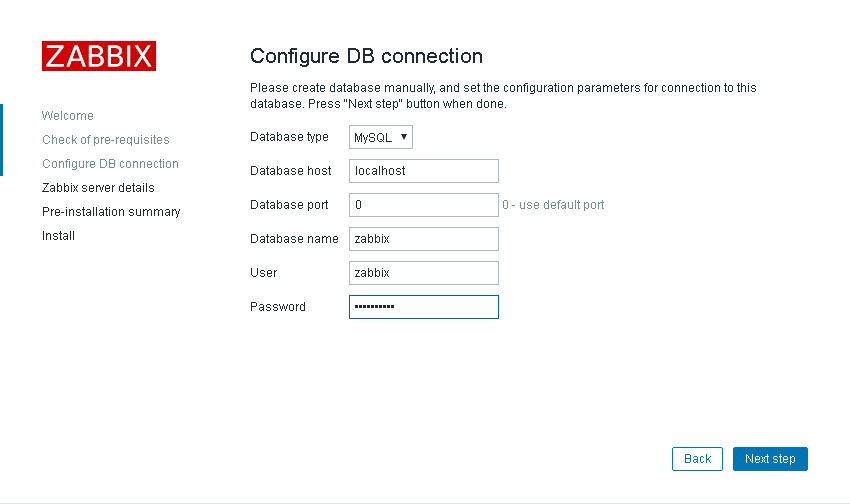 ZABBIX
Welcome
Check of pre-requisites
Configure DB connection
Zabbix server details
Pre-installation summary
Install
Configure DB connection
Please create database manually, and set the configuration parameters for connection to this
database. Press "Next step" button when done.
Database type MySQL ▼
Database host localhost
Database port 0 0 - use default port
Database name zabbix
User zabbix
Password ••••••••••
Back Next step